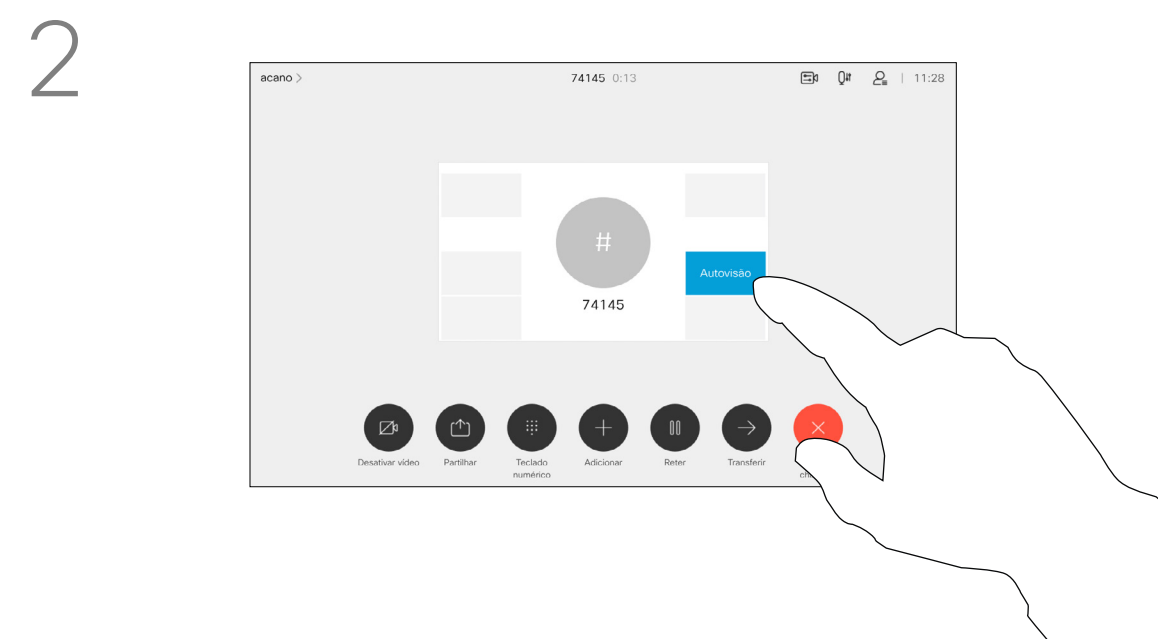 2
acano >
74145 0:13
11:28
#
Autovisão
74145
Desativar vídeo
Partilhar
Teclado
numérico
Adicionar
Reter
Transferir